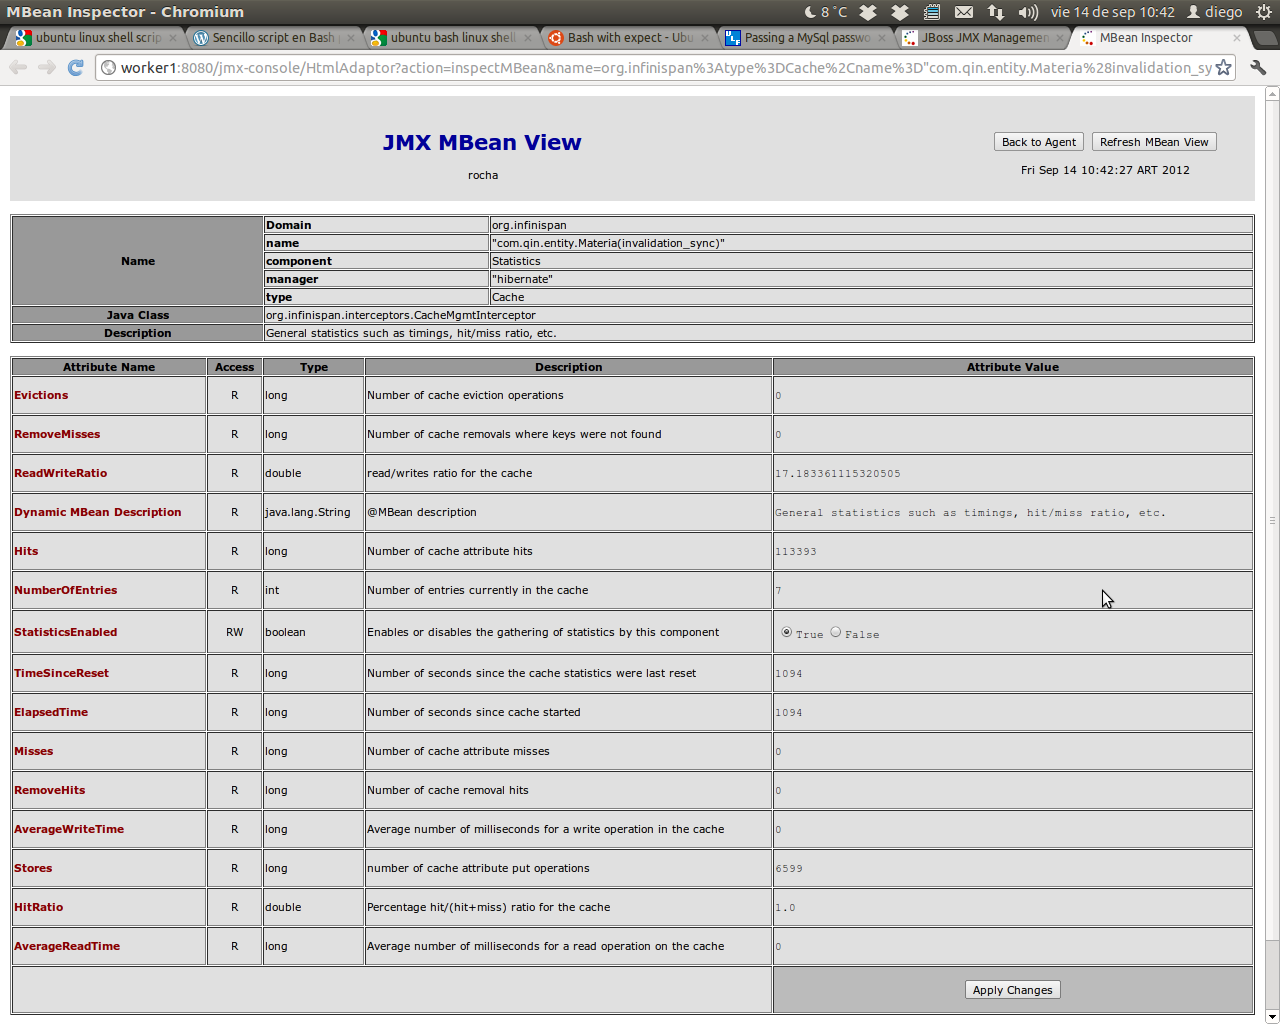 MBean Inspector - Chromium
8 °C
vie 14 de sep 10:42
diego
ubuntu linux shell scrip
Sencillo script en Bash
ubuntu bash linux shell
Bash with expect - Ubu
Passing a MySql passwo
JBoss JMX Managemen
MBean Inspector
worker1:8080/jmx-console/HtmlAdaptor?action=inspectMBean&name=org.infinispan%3Atype%3DCache%2Cname%3D"com.qin.entity.Materia%28invalidation_sy
JMX MBean View
rocha
Back to Agent
Refresh MBean View
Fri Sep 14 10:42:27 ART 2012
Name
Domain org.infinispan
name "com.qin.entity.Materia(invalidation_sync)"
component Statistics
manager "hibernate"
type Cache
Java Class org.infinispan.interceptors.CacheMgmtInterceptor
Description General statistics such as timings, hit/miss ratio, etc.
Attribute Name Access Type Description Attribute Value
Evictions R long Number of cache eviction operations 0
RemoveMisses R long Number of cache removals where keys were not found 0
ReadWriteRatio R double read/writes ratio for the cache 17.183361115320505
Dynamic MBean Description R java.lang.String @MBean description General statistics such as timings, hit/miss ratio, etc.
Hits R long Number of cache attribute hits 113393
NumberOfEntries R int Number of entries currently in the cache 7
StatisticsEnabled RW boolean Enables or disables the gathering of statistics by this component True False
TimeSinceReset R long Number of seconds since the cache statistics were last reset 1094
ElapsedTime R long Number of seconds since cache started 1094
Misses R long Number of cache attribute misses 0
RemoveHits R long Number of cache removal hits 0
AverageWriteTime R long Average number of milliseconds for a write operation in the cache 0
Stores R long number of cache attribute put operations 6599
HitRatio R double Percentage hit/(hit+miss) ratio for the cache 1.0
AverageReadTime R long Average number of milliseconds for a read operation on the cache 0
Apply Changes